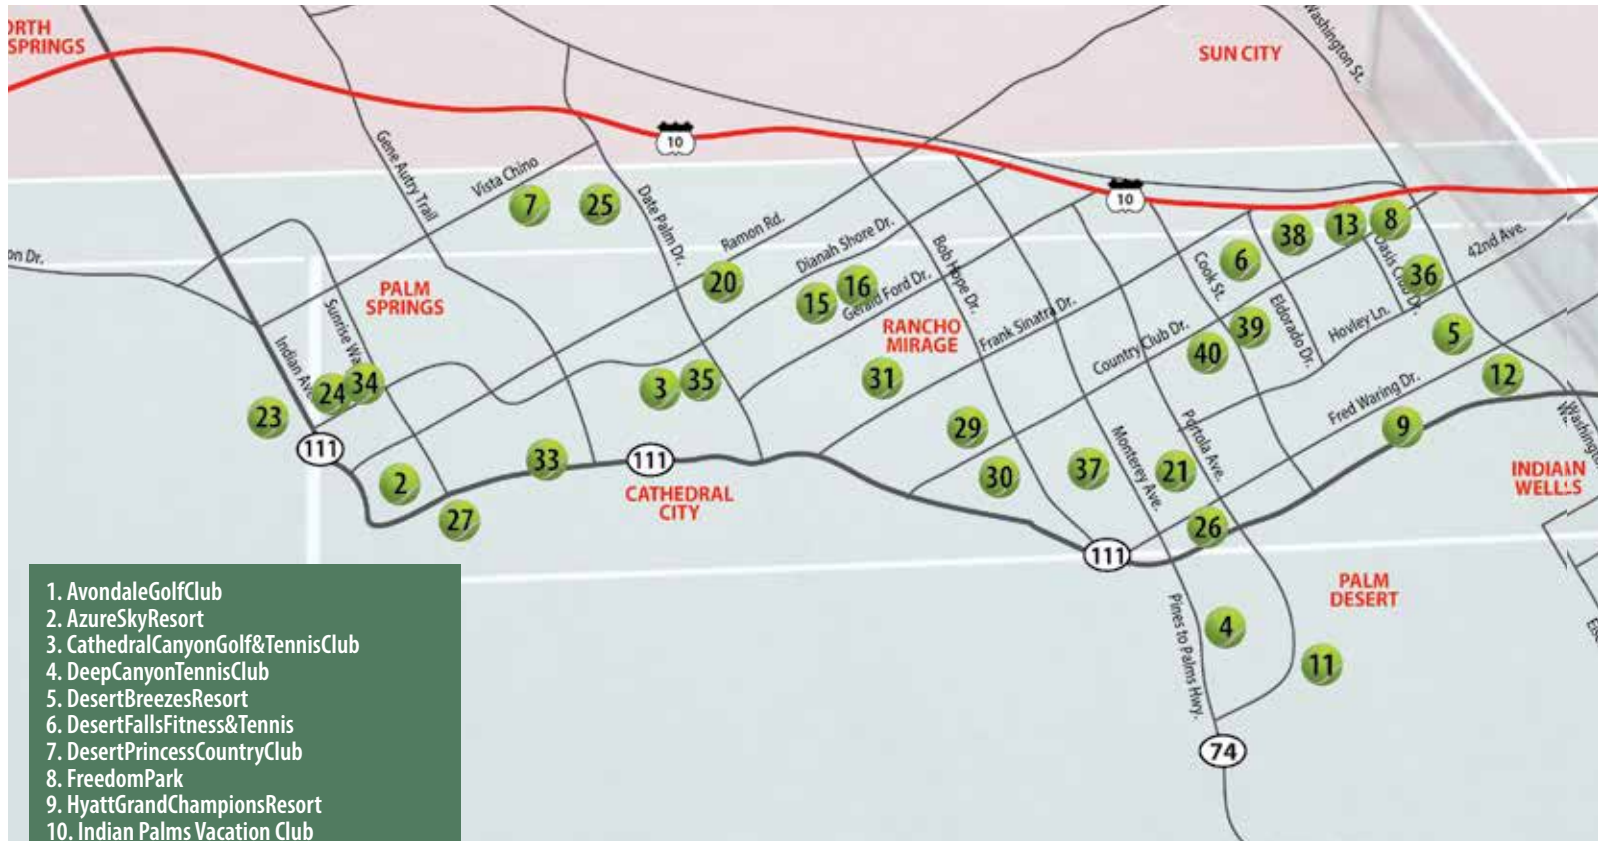 ORTH
SPRINGS
SUN CITY
Washington St.
10
Gene Autry Trail
Vista Chino
10
7
25
Date Palm Dr.
Ramon Rd.
Dianah Shore Dr.
Bob Hope Dr.
38
13
8
42nd Ave.
on Dr.
6
Cook St.
Oasis Club Dr.
36
20
16
15
Gerald Ford Dr.
PALM
SPRINGS
Sunrise Wa
Indian Ave
RANCHO
MIRAGE
Frank Sinatra Dr.
Country Club Dr.
39
Eldorado Dr.
Hovley Ln.
5
40
24
34
3
35
31
12
23
Fred Waring Dr.
Washington
29
9
111
33
111
Monterey Ave.
Portola Ave.
2
30
37
21
INDIAN
WELLS
CATHEDRAL
CITY
27
26
111
PALM
DESERT
Pines to Palms Hwy.
4
11
74
1. AvondaleGolfClub
2. AzureSkyResort
3. CathedralCanyonGolf&TennisClub
4. DeepCanyonTennisClub
5. DesertBreezesResort
6. DesertFallsFitness&Tennis
7. DesertPrincessCountryClub
8. FreedomPark
9. HyattGrandChampionsResort
10. Indian Palms Vacation Club